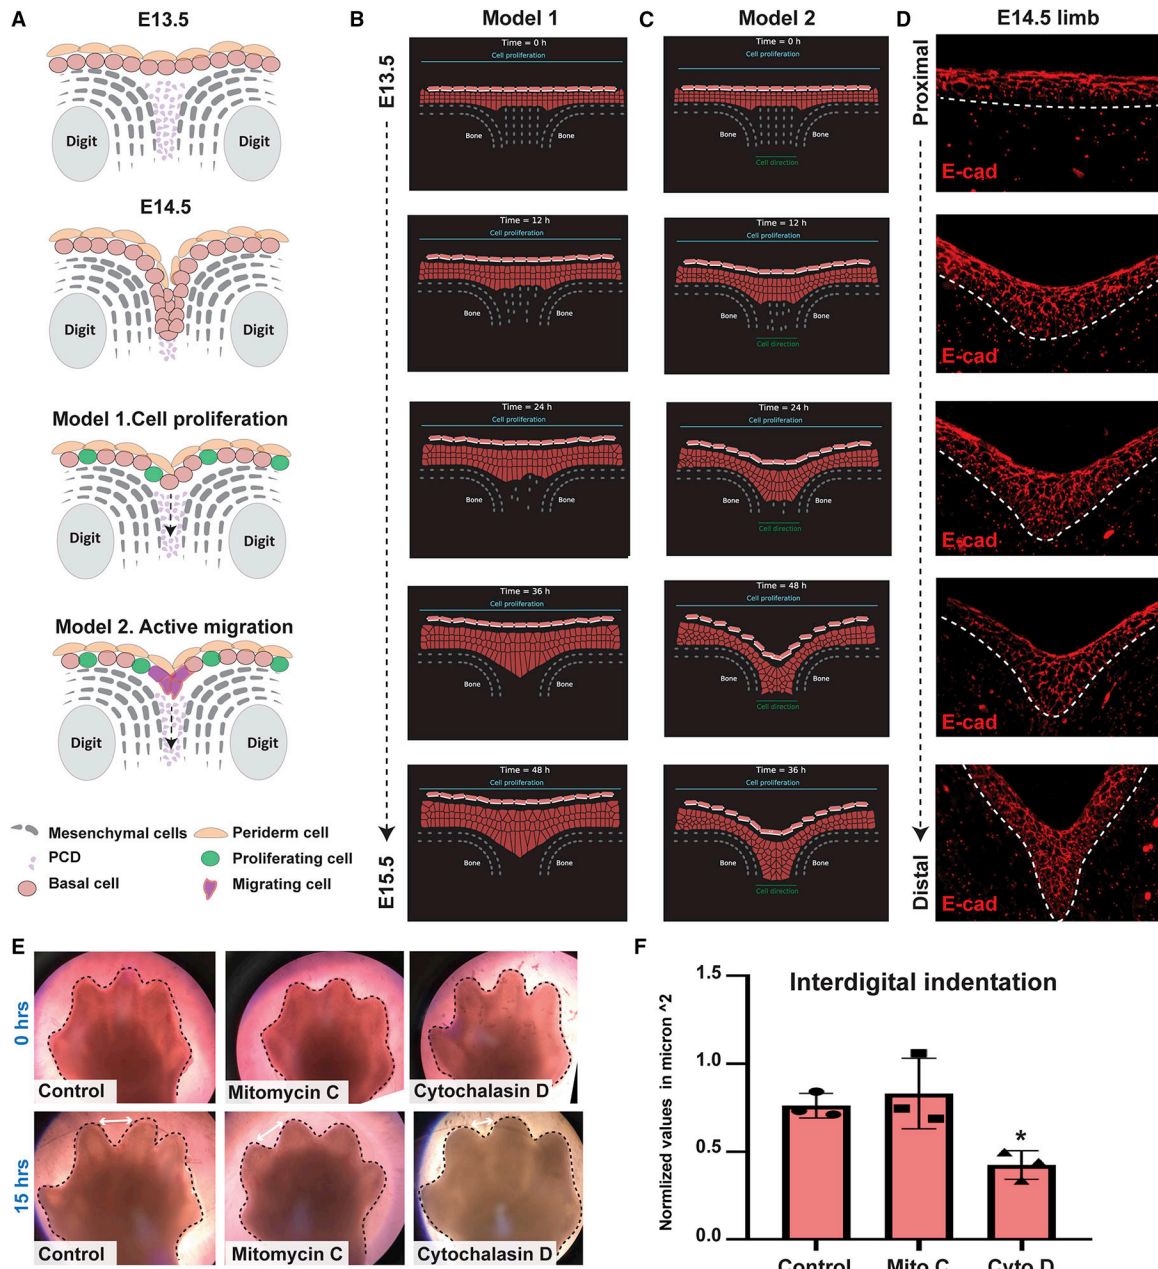 A
E13.5
Digit
Digit
E14.5
Digit
Digit
Model 1.Cell proliferation
Digit
Digit
Model 2. Active migration
Digit
Digit
Mesenchymal cells
Periderm cell
PCD
Proliferating cell
Basal cell
Migrating cell
B
Model 1
E13.5
E15.5
Time = 0 h
Cell proliferation
Bone
Bone
Time = 12 h
Cell proliferation
Bone
Bone
Time = 24 h
Cell proliferation
Bone
Bone
Time = 36 h
Cell proliferation
Bone
Bone
Time = 48 h
Cell proliferation
Bone
Bone
C
Model 2
Time = 0 h
Cell proliferation
Bone
Bone
Cell direction
Time = 12 h
Cell proliferation
Bone
Bone
Cell direction
Time = 24 h
Cell proliferation
Bone
Bone
Cell direction
Time = 48 h
Cell proliferation
Bone
Bone
Cell direction
Time = 36 h
Cell proliferation
Bone
Bone
Cell direction
D
E14.5 limb
Proximal
Distal
E-cad
E-cad
E-cad
E-cad
E-cad
E
0 hrs
Control
Mitomycin C
Cytochalasin D
15 hrs
Control
Mitomycin C
Cytochalasin D
F
Interdigital indentation
Normlized values in micron ^2
1.5
1.0
0.5
0.0
*
Control
Mito C
Cyto D